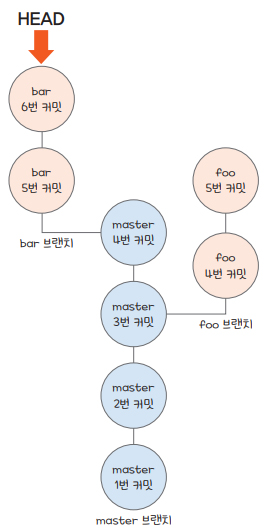 HEAD
bar
6번 커밋
bar
5번 커밋
bar 브랜치
foo
5번 커밋
master
4번 커밋
foo
4번 커밋
master
3번 커밋
foo 브랜치
master
2번 커밋
master
1번 커밋
master 브랜치